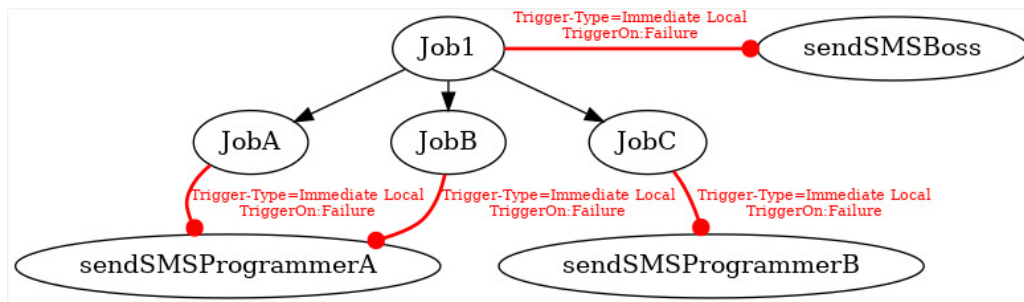 Trigger-Type=Immediate Local
TriggerOn:Failure
Job1
sendSMSBoss
JobA
JobB
JobC
Trigger-Type=Immediate Local
TriggerOn:Failure
Trigger-Type=Immediate Local
TriggerOn:Failure
Trigger-Type=Immediate Local
TriggerOn:Failure
sendSMSProgrammerA
sendSMSProgrammerB